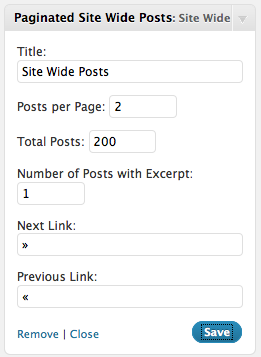 Paginated Site Wide Posts: Site Wide
Title:
Site Wide Posts
Posts per Page: 2
Total Posts: 200
Number of Posts with Excerpt:
1
Next Link:
»
Previous Link:
«
Remove | Close Save